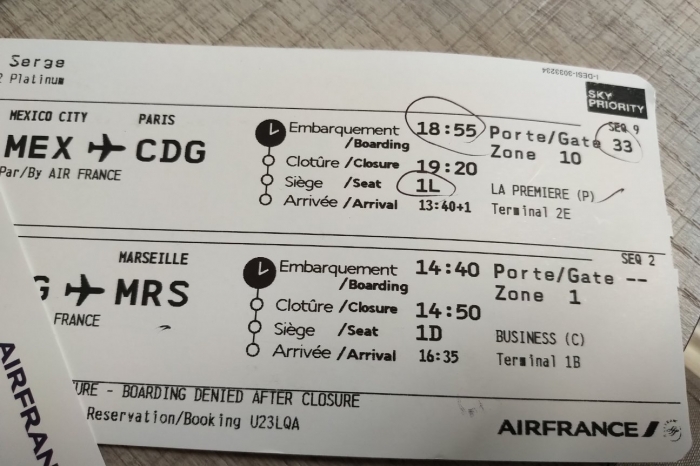 Serge
Platinum
SKY
PRIORITY
MEXICO CITY PARIS
MEX CDG
Par/By AIR FRANCE
Embarquement
/Boarding 18:55
Clotûre /Closure 19:20
Siège /Seat 1L
Arrivée /Arrival 13:40+1
SEQ 9
Porte/Gate 33
Zone 10
LA PREMIERE (P)
Terminal 2E
MARSEILLE
G MRS
FRANCE
Embarquement
/Boarding 14:40
Clotûre /Closure 14:50
Siège /Seat 1D
Arrivée /Arrival 16:35
SEQ 2
Porte/Gate --
Zone 1
BUSINESS (C)
Terminal 1B
URE - BOARDING DENIED AFTER CLOSURE
Reservation/Booking U23LQA
AIRFRANCE
AIRFRAN